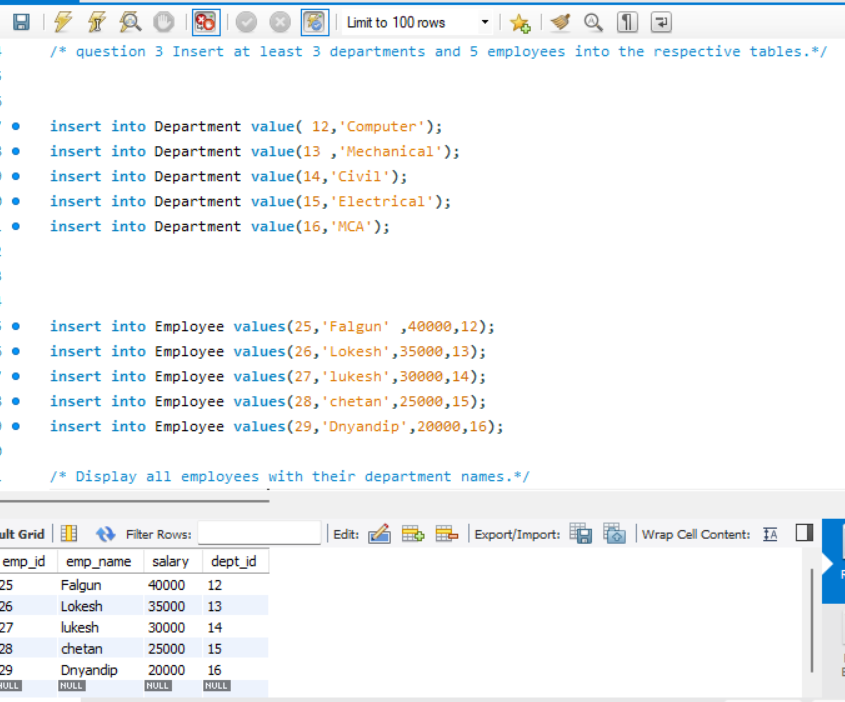 Limit to 100 rows
/* question 3 Insert at least 3 departments and 5 employees into the respective tables.*/
insert into Department value( 12,'Computer');
insert into Department value(13 ,'Mechanical');
insert into Department value(14,'Civil');
insert into Department value(15,'Electrical');
insert into Department value(16,'MCA');
insert into Employee values(25,'Falgun' ,40000,12);
insert into Employee values(26,'Lokesh',35000,13);
insert into Employee values(27,'lukesh',30000,14);
insert into Employee values(28,'chetan',25000,15);
insert into Employee values(29,'Dnyandip',20000,16);
/* Display all employees with their department names.*/
ult Grid Filter Rows: Edit: Export/Import: Wrap Cell Content:
emp_id emp_name salary dept_id
25 Falgun 40000 12
26 Lokesh 35000 13
27 lukesh 30000 14
28 chetan 25000 15
29 Dnyandip 20000 16
NULL NULL NULL NULL